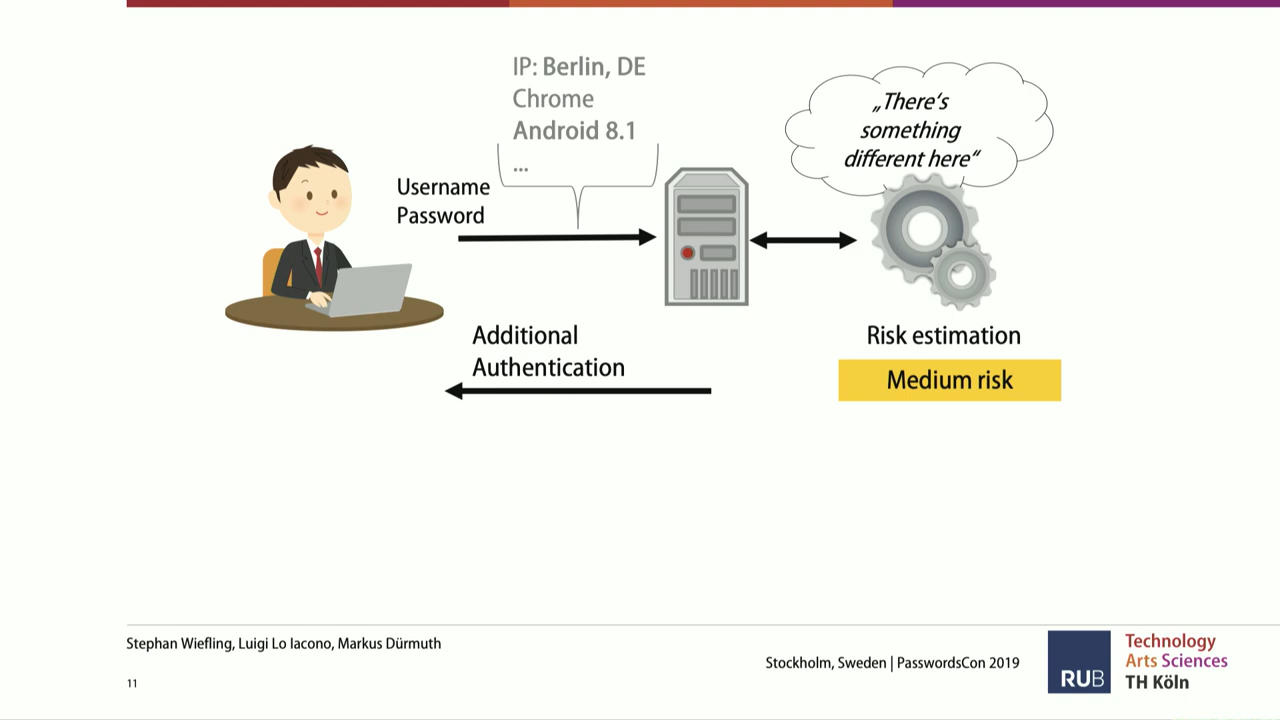 IP: Berlin, DE
Chrome
Android 8.1
...
„There's
something
different here“
Username
Password
Additional
Authentication
Risk estimation
Medium risk
Stephan Wiefling, Luigi Lo Iacono, Markus Dürmuth
Stockholm, Sweden | PasswordsCon 2019
11
RUB
Technology
Arts Sciences
TH Köln